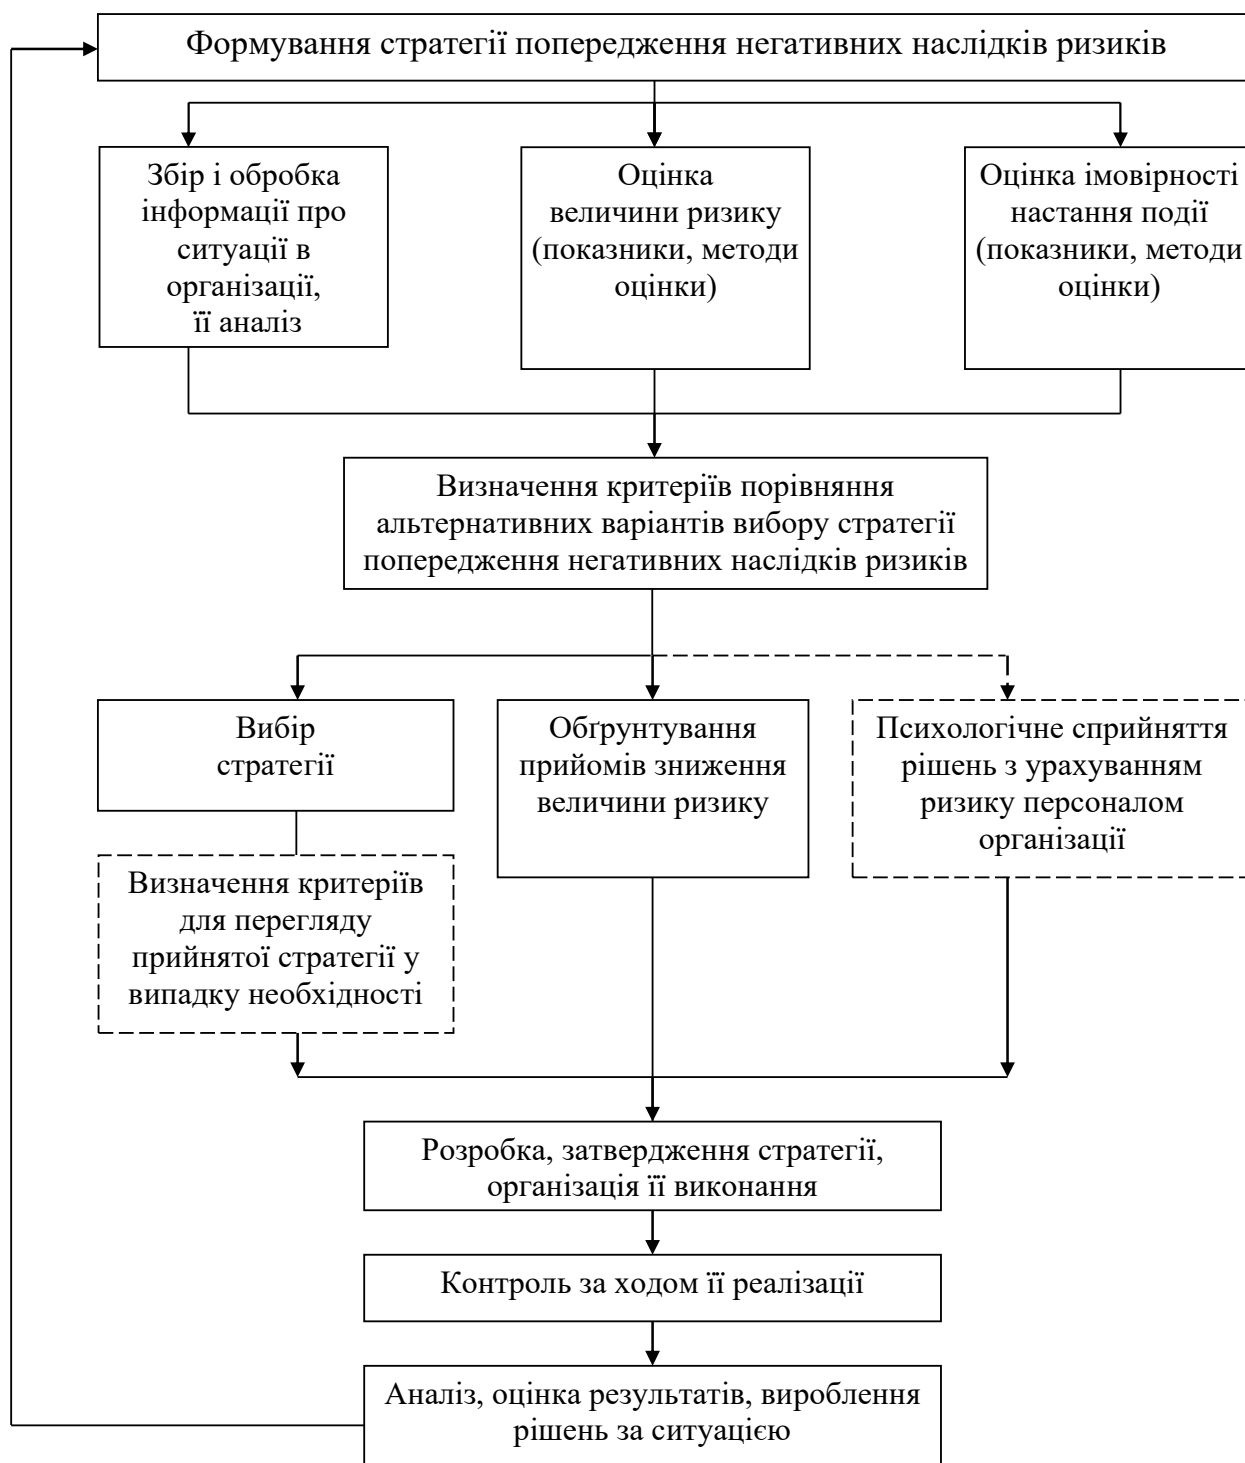 Формування стратегії попередження негативних наслідків ризиків
Збір і обробка
інформації про
ситуації в
організації,
її аналіз
Оцінка
величини ризику
(показники, методи
оцінки)
Оцінка імовірності
настання події
(показники, методи
оцінки)
Визначення критеріїв порівняння
альтернативних варіантів вибору стратегії
попередження негативних наслідків ризиків
Вибір
стратегії
Обґрунтування
прийомів зниження
величини ризику
Психологічне сприйняття
рішень з урахуванням
ризику персоналом
організації
Визначення критеріїв
для перегляду
прийнятої стратегії у
випадку необхідності
Розробка, затвердження стратегії,
організація її виконання
Контроль за ходом її реалізації
Аналіз, оцінка результатів, вироблення
рішень за ситуацією